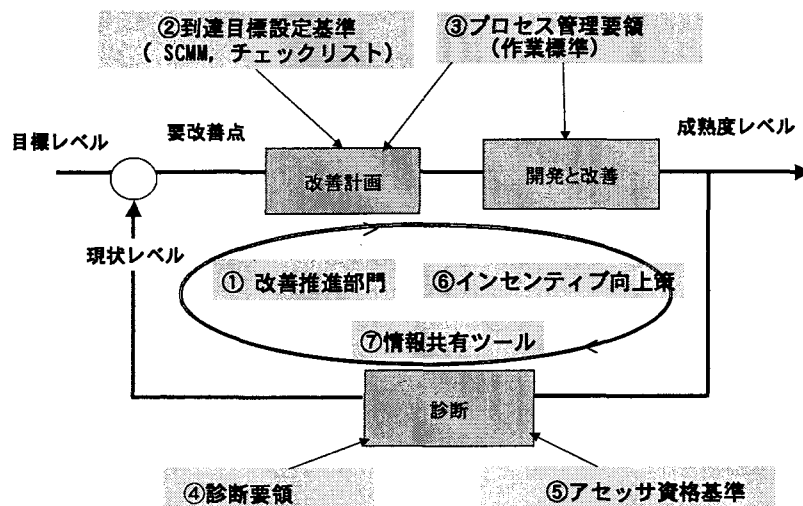 ②到達目標設定基準
( SCMM, チェックリスト)
③プロセス管理要領
(作業標準)
目標レベル
要改善点
成熟度レベル
改善計画
開発と改善
現状レベル
① 改善推進部門
⑥インセンティブ向上策
⑦情報共有ツール
診断
④診断要領
⑤アセッサ資格基準